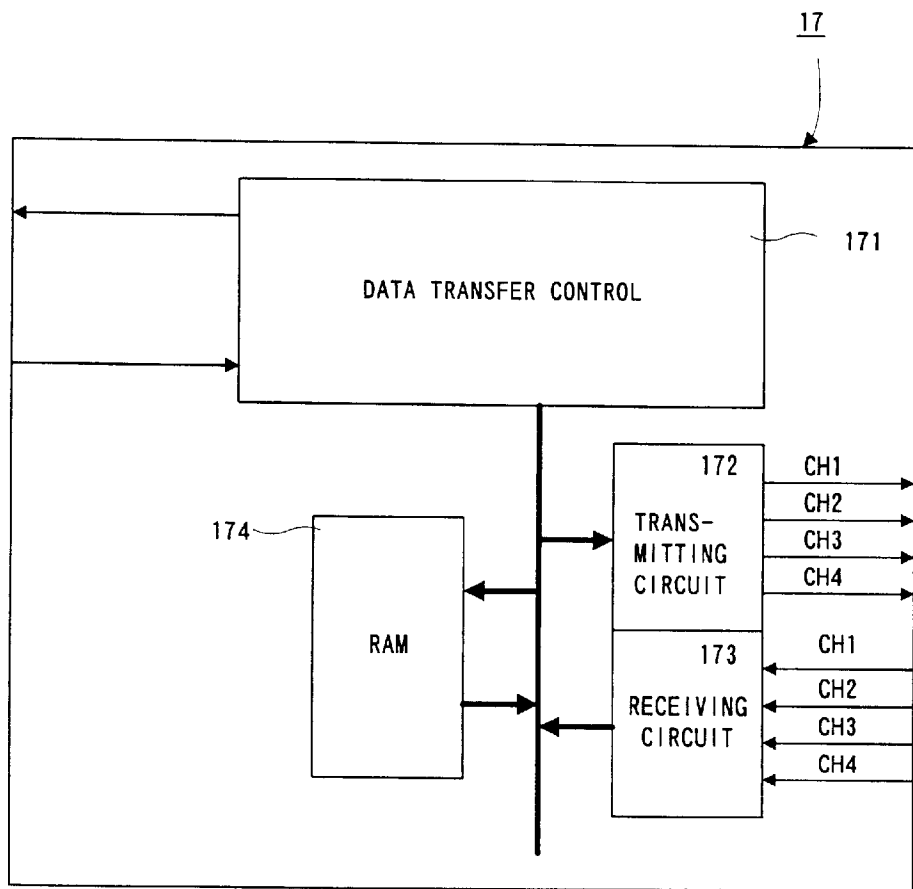 17
171
DATA TRANSFER CONTROL
172
CH1
CH2
174
TRANS-
MITTING
CIRCUIT
CH3
CH4
RAM
173
CH1
RECEIVING
CIRCUIT
CH2
CH3
CH4